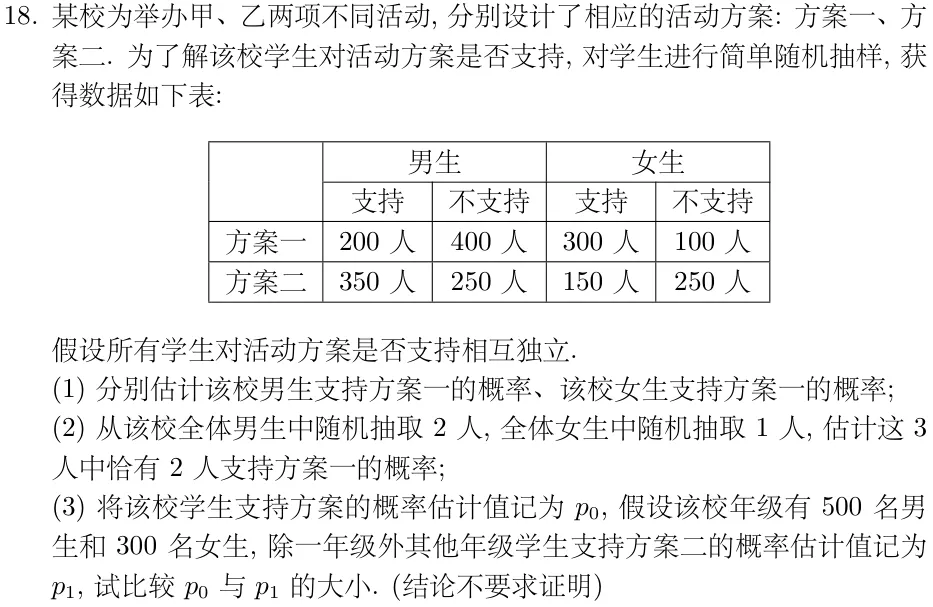 18. 某校为举办甲、乙两项不同活动, 分别设计了相应的活动方案: 方案一、方
案二. 为了解该校学生对活动方案是否支持, 对学生进行简单随机抽样, 获
得数据如下表:
男生 女生
支持 不支持 支持 不支持
方案一 200 人 400 人 300 人 100 人
方案二 350 人 250 人 150 人 250 人
假设所有学生对活动方案是否支持相互独立.
(1) 分别估计该校男生支持方案一的概率、该校女生支持方案一的概率;
(2) 从该校全体男生中随机抽取 2 人, 全体女生中随机抽取 1 人, 估计这 3
人中恰有 2 人支持方案一的概率;
(3) 将该校学生支持方案的概率估计值记为 p₀, 假设该校年级有 500 名男
生和 300 名女生, 除一年级外其他年级学生支持方案二的概率估计值记为
p₁, 试比较 p₀ 与 p₁ 的大小. (结论不要求证明)